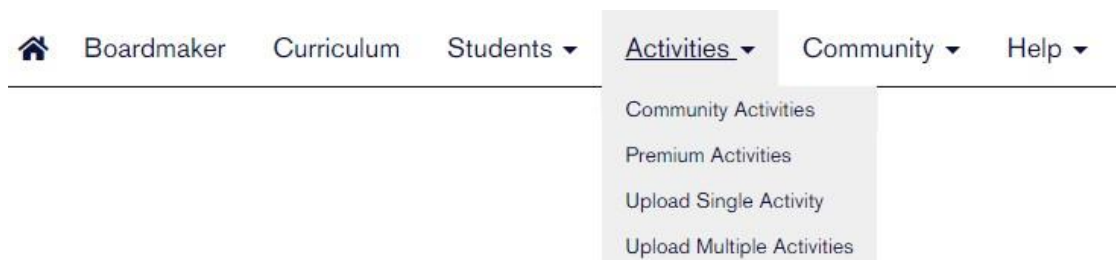 Boardmaker Curriculum Students Activities Community Help
Community Activities
Premium Activities
Upload Single Activity
Upload Multiple Activities